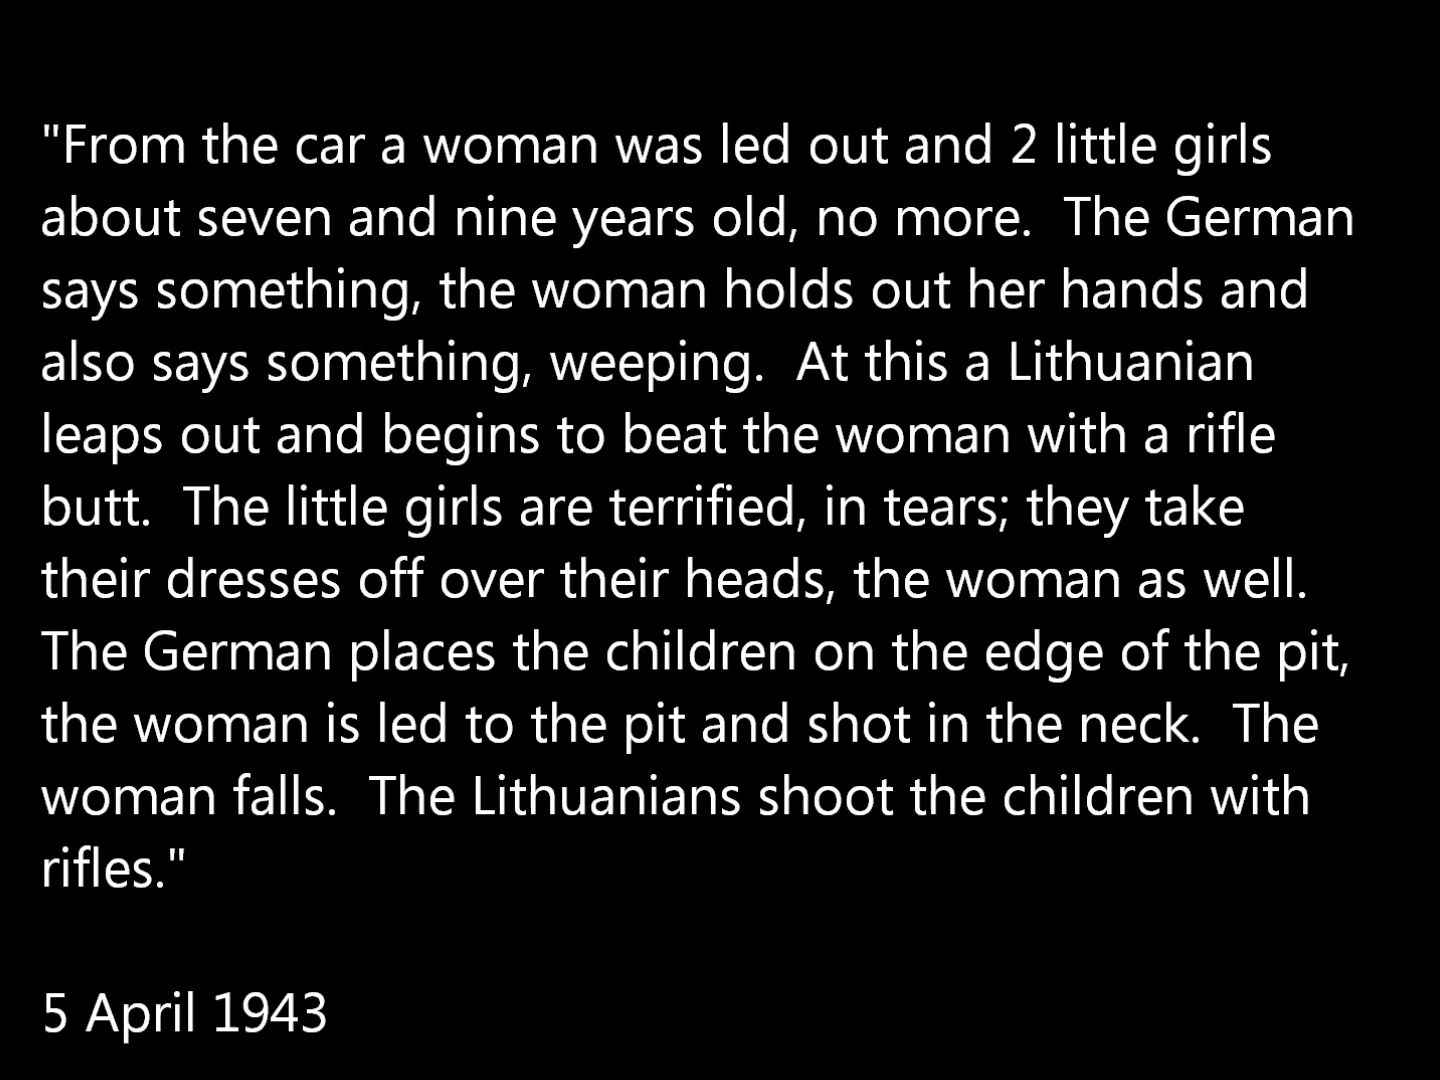 "From the car a woman was led out and 2 little girls
about seven and nine years old, no more.  The German
says something, the woman holds out her hands and
also says something, weeping.  At this a Lithuanian
leaps out and begins to beat the woman with a rifle
butt.  The little girls are terrified, in tears; they take
their dresses off over their heads, the woman as well.
The German places the children on the edge of the pit,
the woman is led to the pit and shot in the neck.  The
woman falls.  The Lithuanians shoot the children with
rifles."
5 April 1943